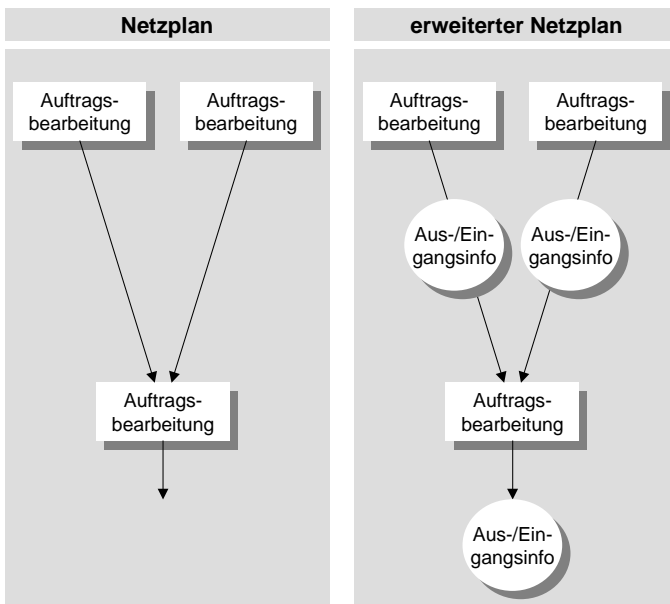 Netzplan
Auftrags-
bearbeitung
Auftrags-
bearbeitung
Auftrags-
bearbeitung
erweiterter Netzplan
Auftrags-
bearbeitung
Auftrags-
bearbeitung
Aus-/Ein-
gangsinfo
Aus-/Ein-
gangsinfo
Auftrags-
bearbeitung
Aus-/Ein-
gangsinfo